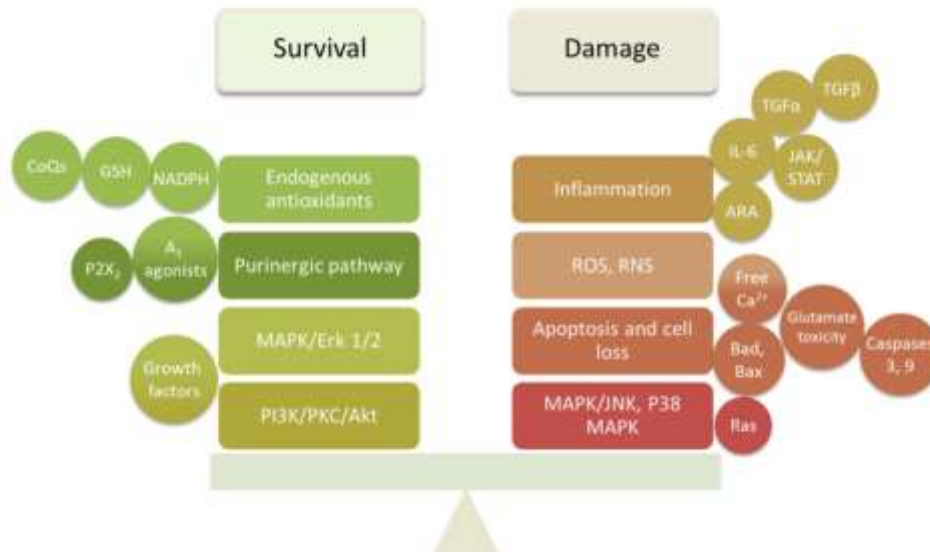 Survival
Damage
CoQs
GSH
NADPH
Endogenous
antioxidants
P2X₂
agonists
Purinergic pathway
MAPK/Erk 1/2
Growth
factors
PI3K/PKC/Akt
TGFα
TGFβ
IL-6
JAK/
STAT
ARA
Inflammation
ROS, RNS
Free
Ca²⁺
Apoptosis and cell
loss
Glutamate
toxicity
Bad,
Bax
Caspases
3, 9
MAPK/JNK, P38
MAPK
Ras